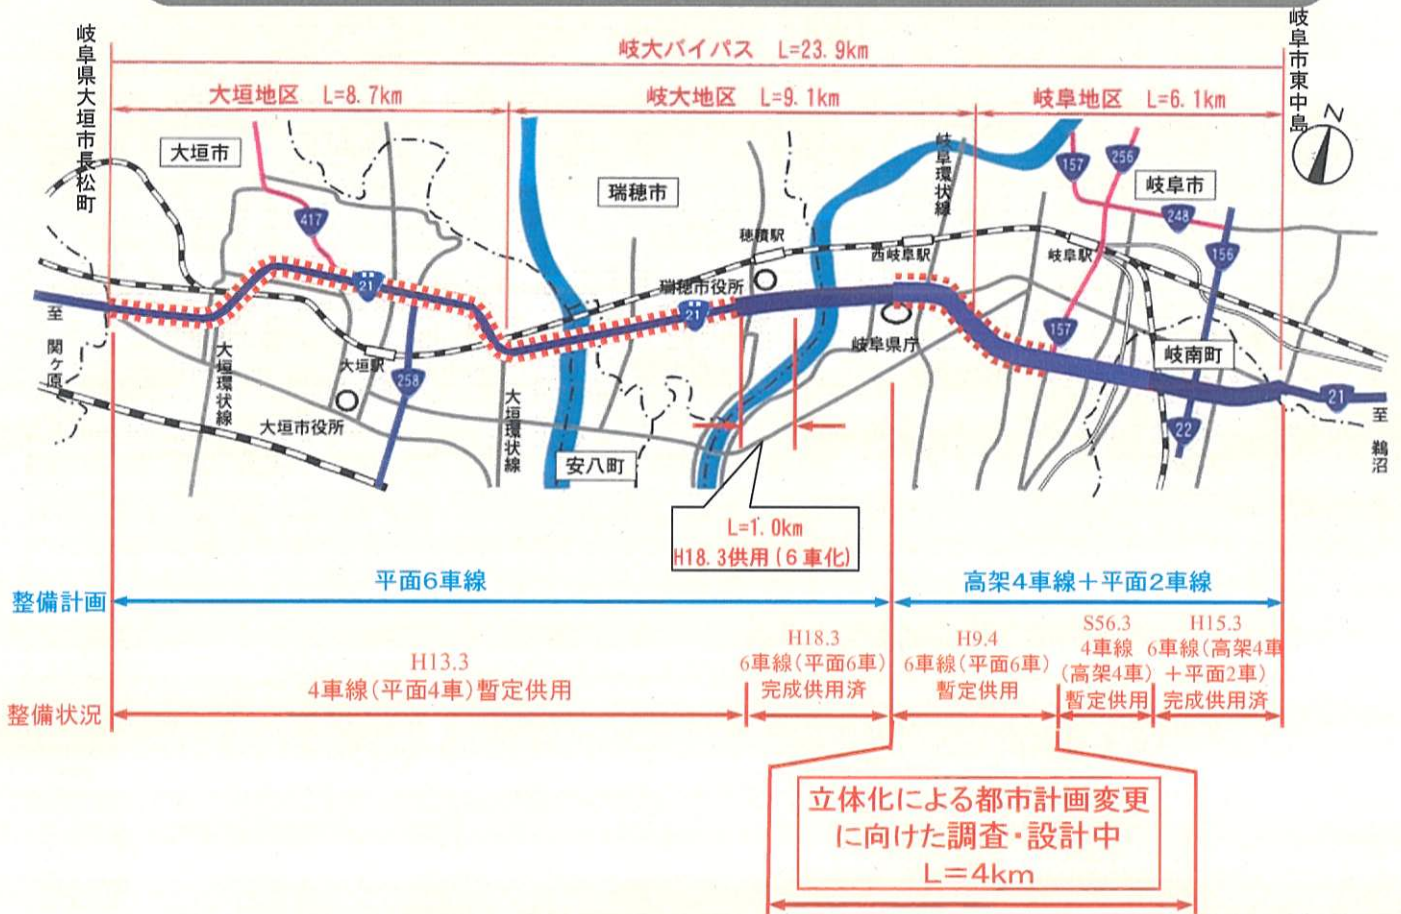 岐大バイパス L=23.9km
岐阜県大垣市長松町
岐阜市東中島
大垣地区 L=8.7km
岐大地区 L=9.1km
岐阜地区 L=6.1km
N
大垣市
瑞穂市
岐阜市
岐阜環状線
157
256
417
248
156
穂積駅
西岐阜駅
岐阜駅
瑞穂市役所
21
21
至 関ヶ原
大垣環状線
大垣駅
258
大垣市役所
大垣環状線
安八町
岐阜県庁
157
岐南町
22
21
至 鵜沼
L=1.0km
H18.3供用(6車化)
整備計画
平面6車線
高架4車線+平面2車線
整備状況
H13.3
4車線(平面4車)暫定供用
H18.3
6車線(平面6車)
完成供用済
H9.4
6車線(平面6車)
暫定供用
S56.3
4車線
(高架4車)
暫定供用
H15.3
6車線(高架4車
+平面2車)
完成供用済
立体化による都市計画変更
に向けた調査・設計中
L=4km